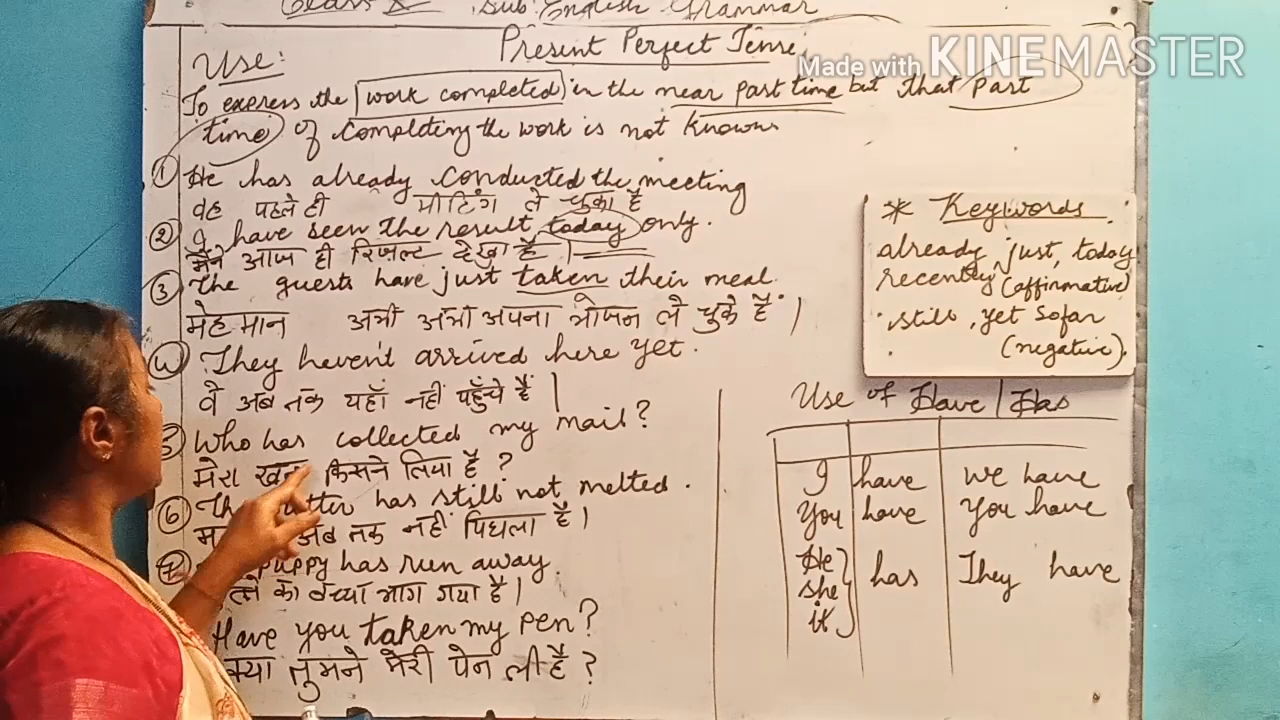 Class X Sub English Grammar
Present Perfect Tense
Made with KINEMASTER
Use:
To express the work completed in the near past time but that past
time of completing the work is not known
① He has already conducted the meeting
वह पहले ही मीटिंग ले चुका है
② I have seen the result today only.
मैंने आज ही रिजल्ट देखा है।
③ The guests have just taken their meal.
मेहमान अभी अभी अपना भोजन ले चुके हैं।
④ They haven't arrived here yet.
वे अब तक यहाँ नहीं पहुँचे हैं।
Who has collected my mail?
मेरा किसने लिया है?
⑥ has still not melted.
अब तक नहीं पिघला है।
⑦ puppy has run away
का बच्चा भाग गया है।
Have you taken my pen?
क्या तुमने मेरी पेन ली है?
* Keywords
already, just, today
recently (affirmative)
still, yet sofar
(negative).
Use of Have | Has
I have we have
You have You have
He
she has They have
it